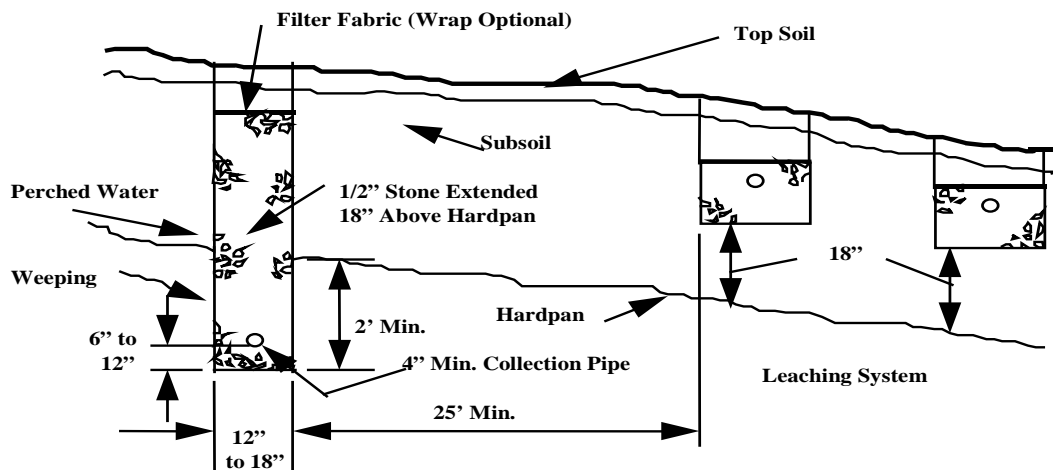 Filter Fabric (Wrap Optional)
Top Soil
Subsoil
Perched Water
1/2” Stone Extended
18” Above Hardpan
Weeping
18”
Hardpan
2’ Min.
6” to
12”
4” Min. Collection Pipe
Leaching System
25’ Min.
12”
to 18”